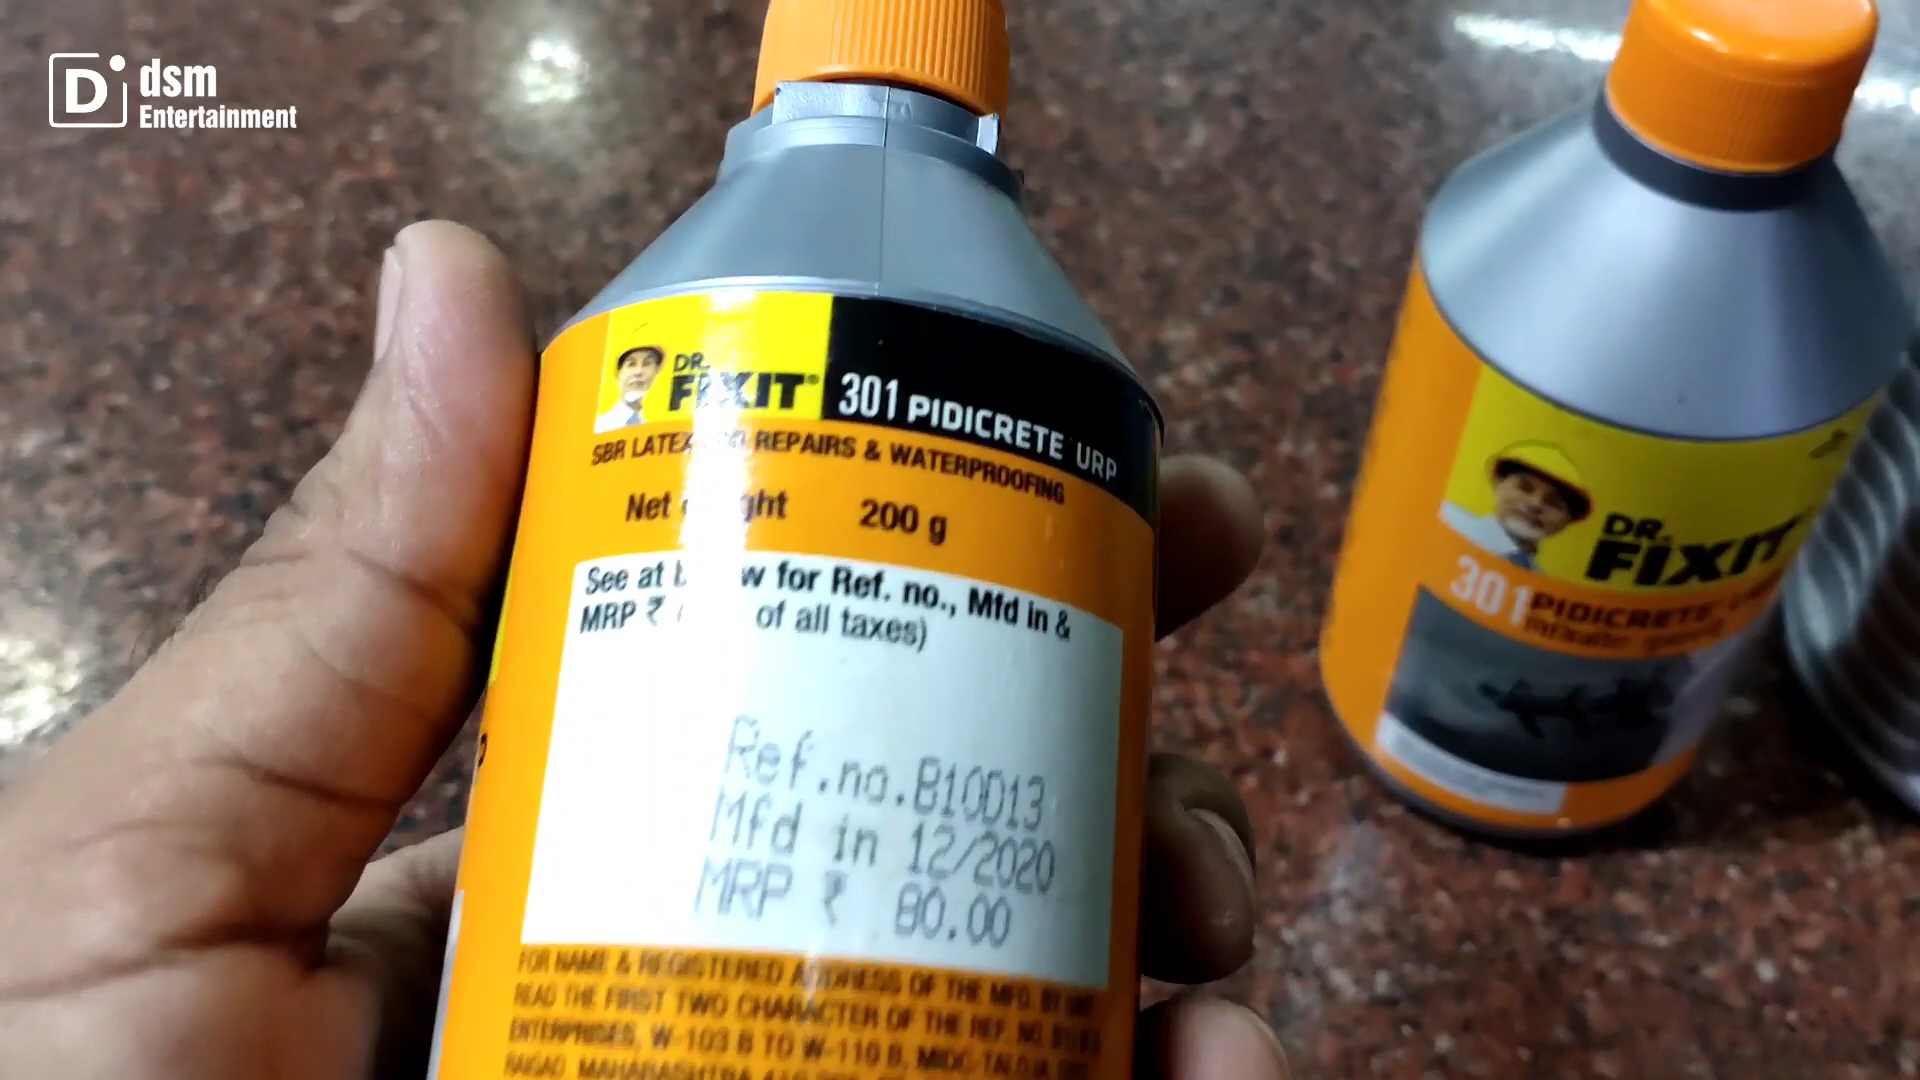 D
dsm
Entertainment
DR.
FIXIT
301 PIDICRETE URP
SBR LATEX REPAIRS & WATERPROOFING
Net 200 g
See at for Ref. no., Mfd in &
MRP ₹ of all taxes)
Ref.no.B10D13
Mfd in 12/2020
MRP ₹ 80.00
FOR NAME & REGISTERED ADDRESS OF THE MFD. BY UNIT
READ THE FIRST TWO CHARACTER OF THE REF. NO.
ENTERPRISES, W-103 B TO W-110 B, MIDC-TALOJA
RAIGAD MAHARASHTRA
DR.
FIXIT
301 PIDICRETE